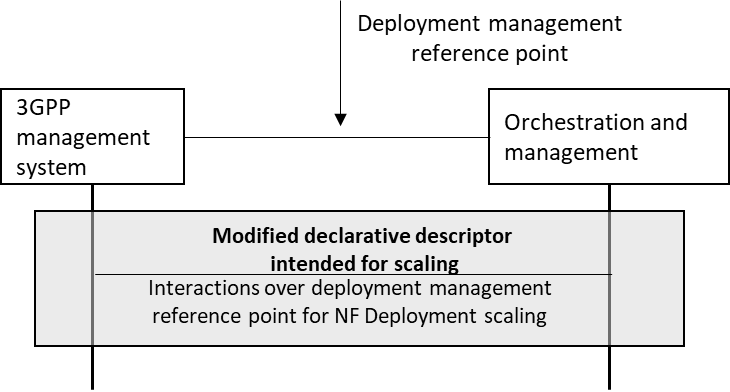 Deployment management
reference point
3GPP
management
system
Orchestration and
management
Modified declarative descriptor
intended for scaling
Interactions over deployment management
reference point for NF Deployment scaling